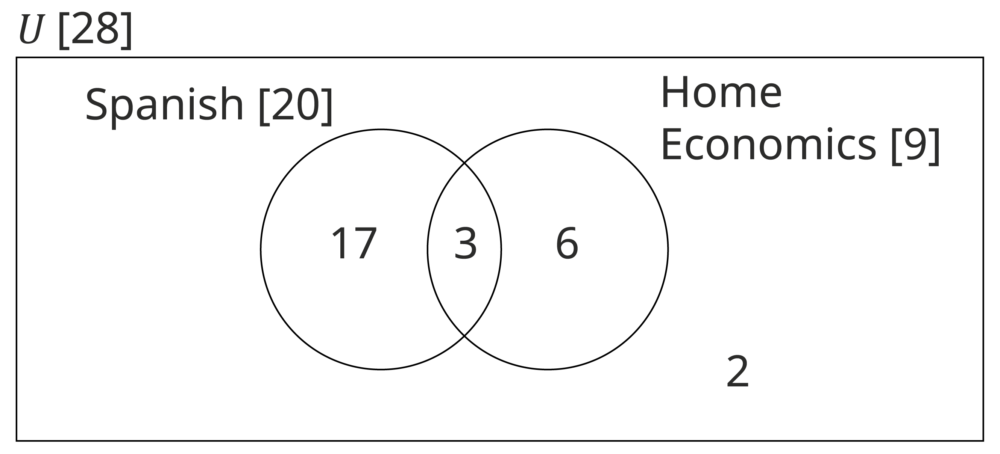 U [28]
Spanish [20]
Home
Economics [9]
17 3 6
2